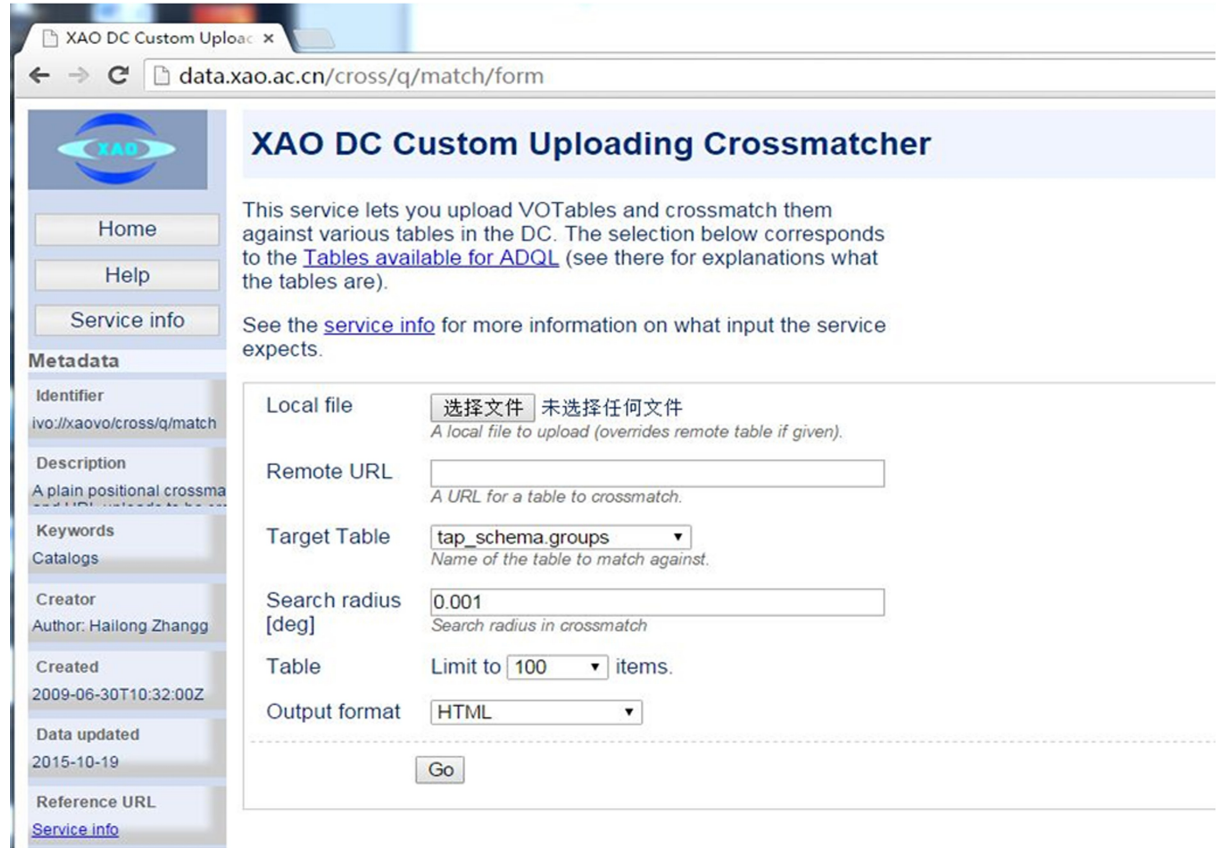 XAO DC Custom Uploac ×
data.xao.ac.cn/cross/q/match/form
XAO
Home
Help
Service info
Metadata
Identifier
ivo://xaovo/cross/q/match
Description
A plain positional crossma
Keywords
Catalogs
Creator
Author: Hailong Zhangg
Created
2009-06-30T10:32:00Z
Data updated
2015-10-19
Reference URL
Service info
XAO DC Custom Uploading Crossmatcher
This service lets you upload VOTables and crossmatch them
against various tables in the DC. The selection below corresponds
to the Tables available for ADQL (see there for explanations what
the tables are).
See the service info for more information on what input the service
expects.
Local file 选择文件 未选择任何文件
A local file to upload (overrides remote table if given).
Remote URL
A URL for a table to crossmatch.
Target Table tap_schema.groups
Name of the table to match against.
Search radius 0.001
[deg] Search radius in crossmatch
Table Limit to 100 items.
Output format HTML
Go